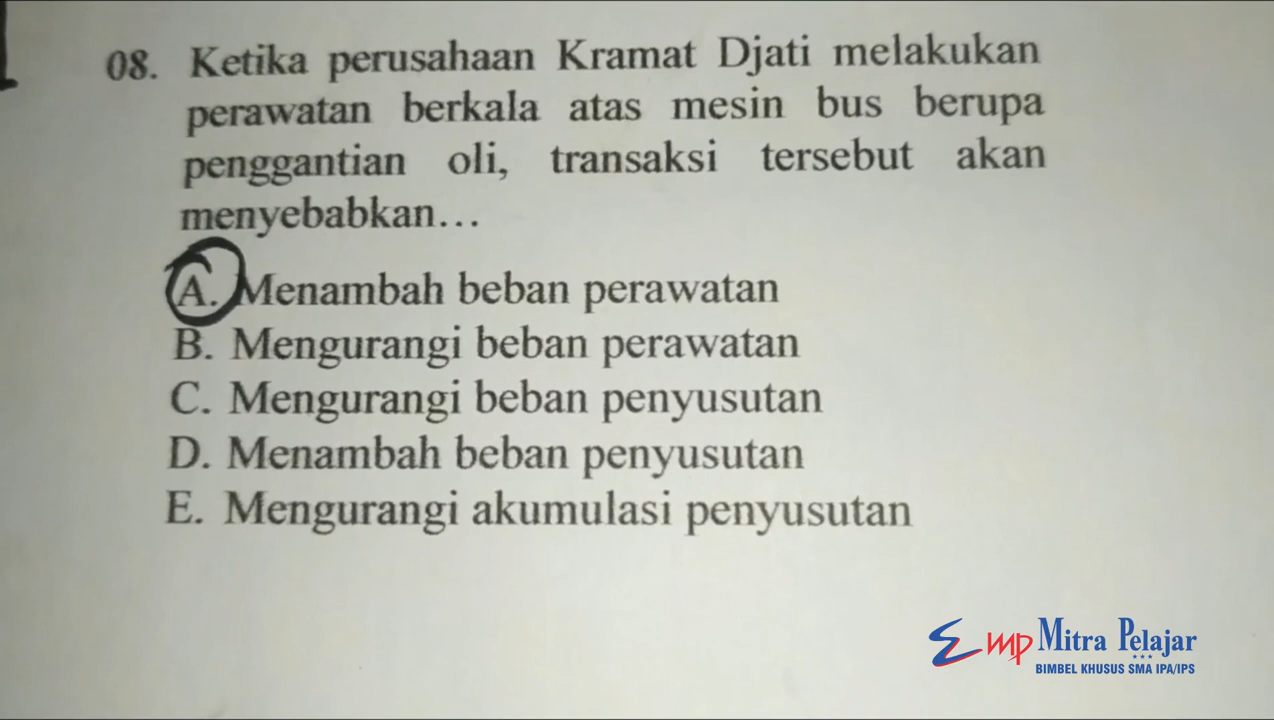 08. Ketika perusahaan Kramat Djati melakukan
perawatan berkala atas mesin bus berupa
penggantian oli, transaksi tersebut akan
menyebabkan...
A. Menambah beban perawatan
B. Mengurangi beban perawatan
C. Mengurangi beban penyusutan
D. Menambah beban penyusutan
E. Mengurangi akumulasi penyusutan
mp Mitra Pelajar
BIMBEL KHUSUS SMA IPA/IPS